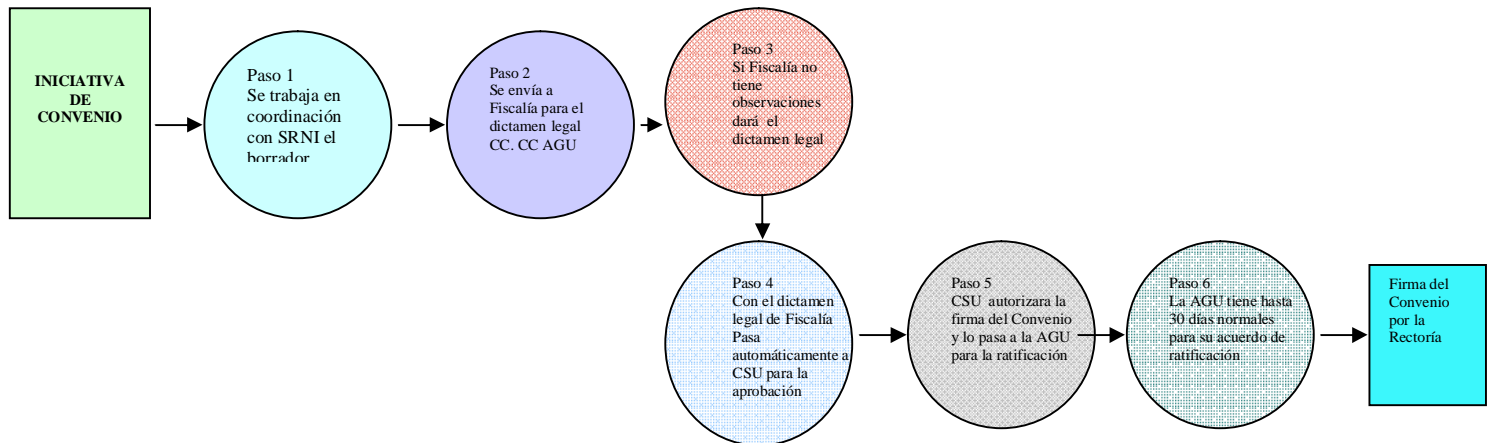 INICIATIVA
DE
CONVENIO
Paso 1
Se trabaja en
coordinación
con SRNI el
borrador
Paso 2
Se envía a
Fiscalía para el
dictamen legal
CC. CC AGU
Paso 3
Si Fiscalía no
tiene
observaciones
dará el
dictamen legal
Paso 4
Con el dictamen
legal de Fiscalía
Pasa
automáticamente a
CSU para la
aprobación
Paso 5
CSU autorizara la
firma del Convenio
y lo pasa a la AGU
para la ratificación
Paso 6
La AGU tiene hasta
30 días normales
para su acuerdo de
ratificación
Firma del
Convenio
por la
Rectoría